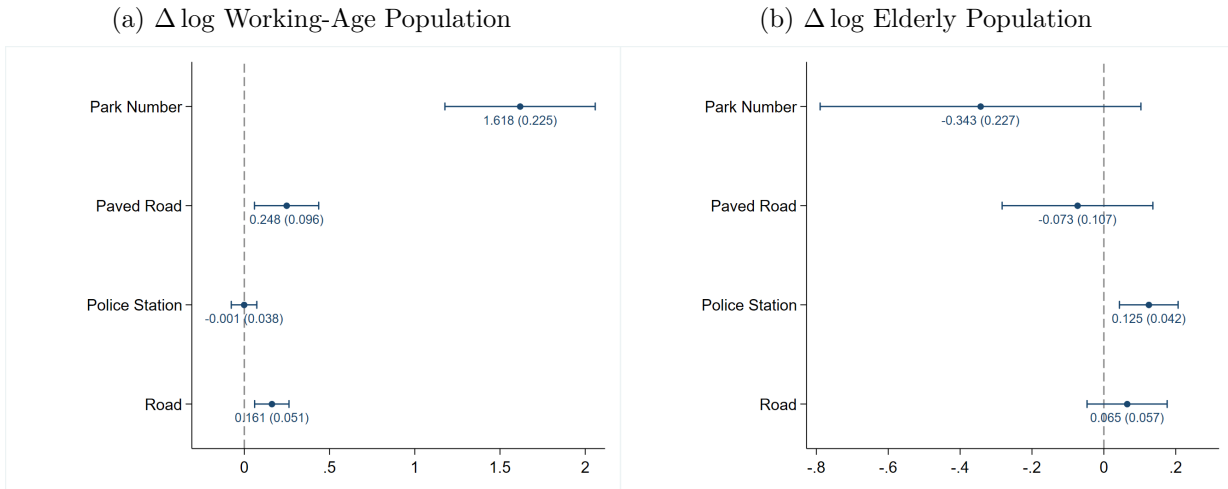 (a) Δ log Working-Age Population
Park Number
1.618 (0.225)
Paved Road
0.248 (0.096)
Police Station
-0.001 (0.038)
Road
0.161 (0.051)
0 .5 1 1.5 2
(b) Δ log Elderly Population
Park Number
-0.343 (0.227)
Paved Road
-0.073 (0.107)
Police Station
0.125 (0.042)
Road
0.065 (0.057)
-.8 -.6 -.4 -.2 0 .2